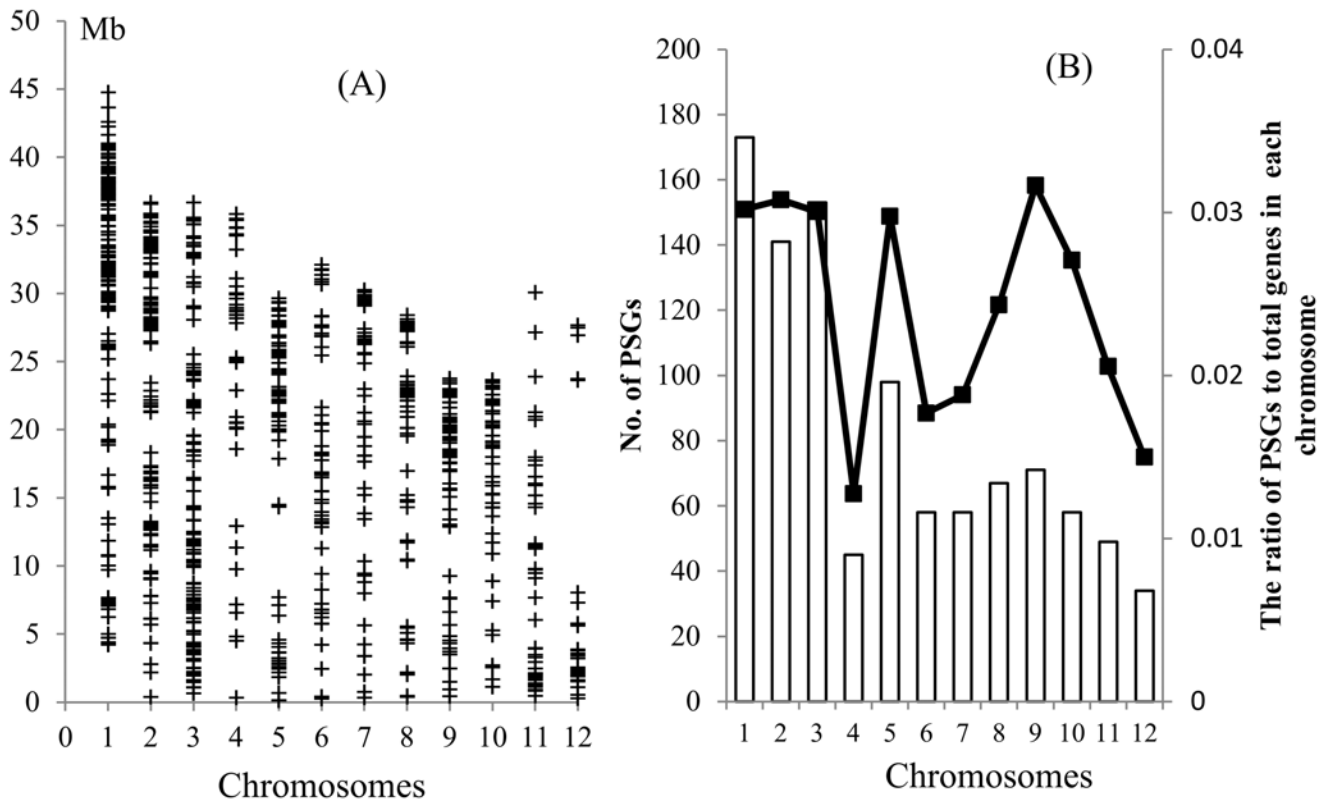 50
Mb
45
40
35
30
25
20
15
10
5
0
(A)
0 1 2 3 4 5 6 7 8 9 10 11 12
Chromosomes
No. of PSGs
200
180
160
140
120
100
80
60
40
20
0
(B)
0.04
0.03
0.02
0.01
0
The ratio of PSGs to total genes in each
chromosome
1 2 3 4 5 6 7 8 9 10 11 12
Chromosomes